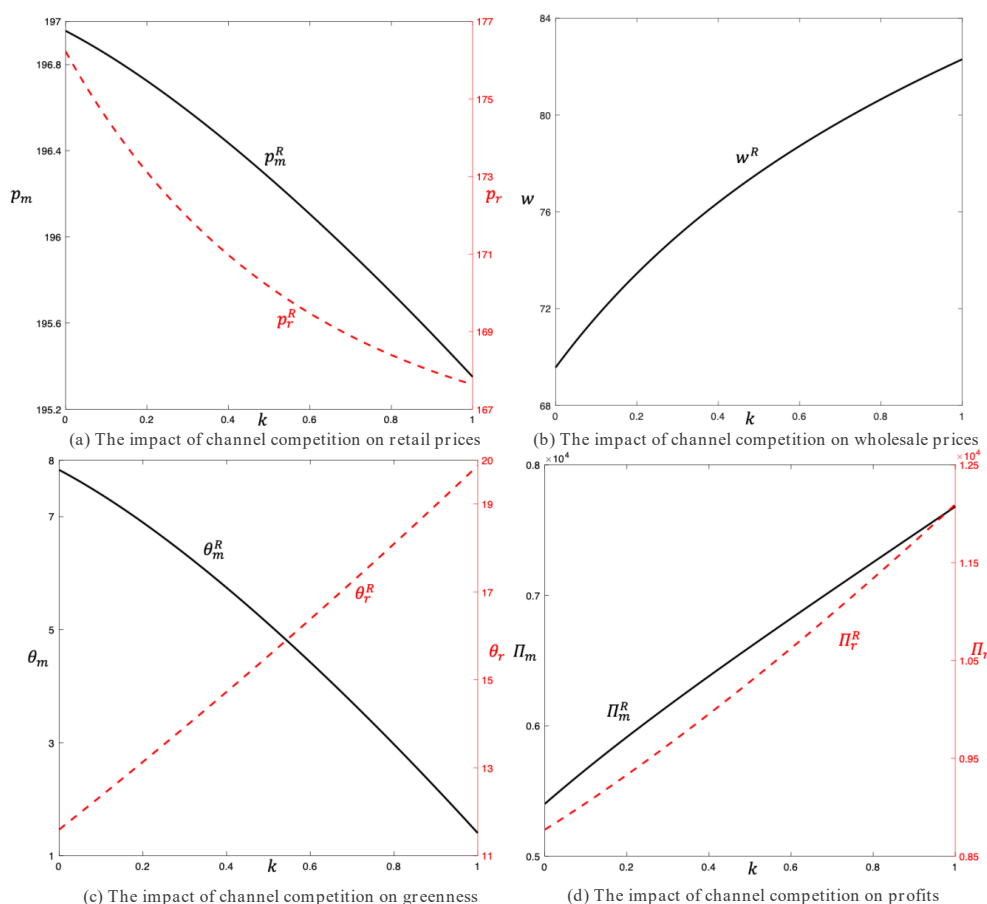 197
196.8
196.4
196
195.6
195.2
p_m
p_m^R
p_r^R
177
175
173
171
169
167
p_r
0 0.2 0.4 0.6 0.8 1
k
(a) The impact of channel competition on retail prices
84
80
76
72
68
w
w^R
0 0.2 0.4 0.6 0.8 1
k
(b) The impact of channel competition on wholesale prices
8
7
5
3
1
θ_m
θ_m^R
θ_r^R
20
19
17
15
13
11
θ_r
0 0.2 0.4 0.6 0.8 1
k
(c) The impact of channel competition on greenness
×10^4
0.8
0.7
0.6
0.5
Π_m
Π_m^R
Π_r^R
×10^4
1.25
1.15
1.05
0.95
0.85
Π_r
0 0.2 0.4 0.6 0.8 1
k
(d) The impact of channel competition on profits